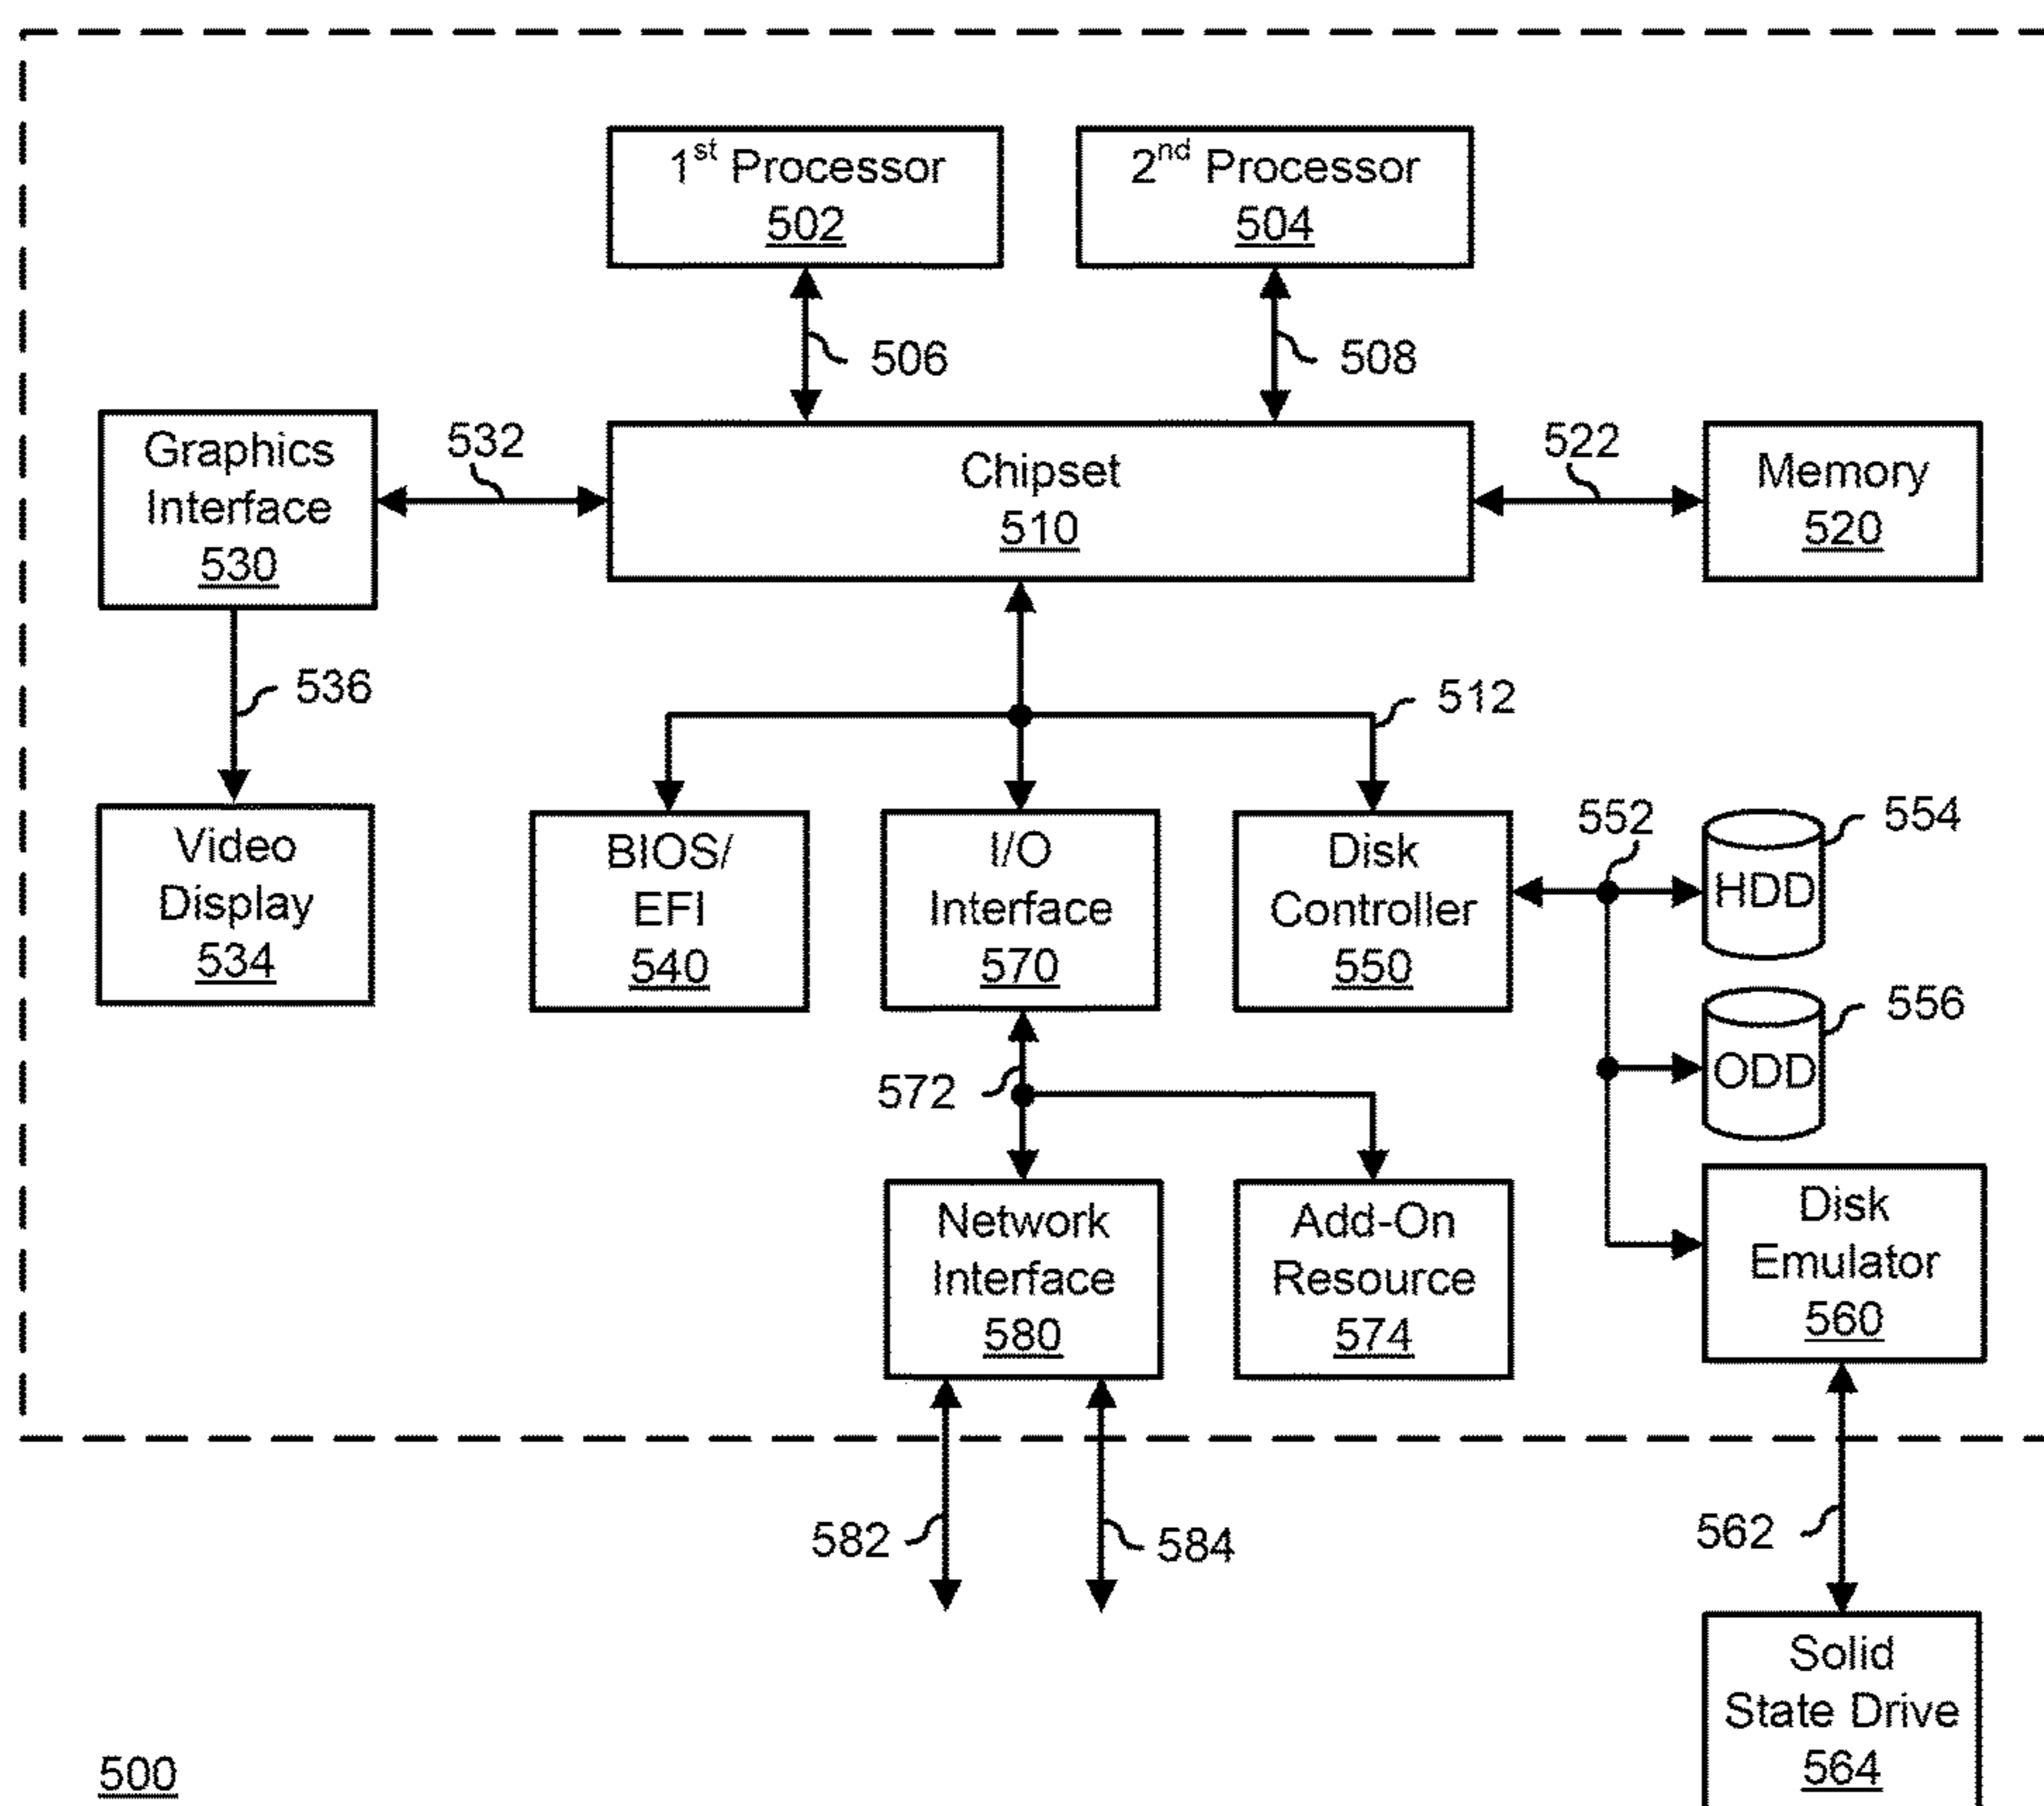 1st Processor
502
2nd Processor
504
506
508
Graphics
Interface
530
532
Chipset
510
522
Memory
520
536
512
Video
Display
534
BIOS/
EFI
540
I/O
Interface
570
Disk
Controller
550
552
HDD
554
ODD
556
572
Network
Interface
580
Add-On
Resource
574
Disk
Emulator
560
582
584
562
Solid
State Drive
564
500